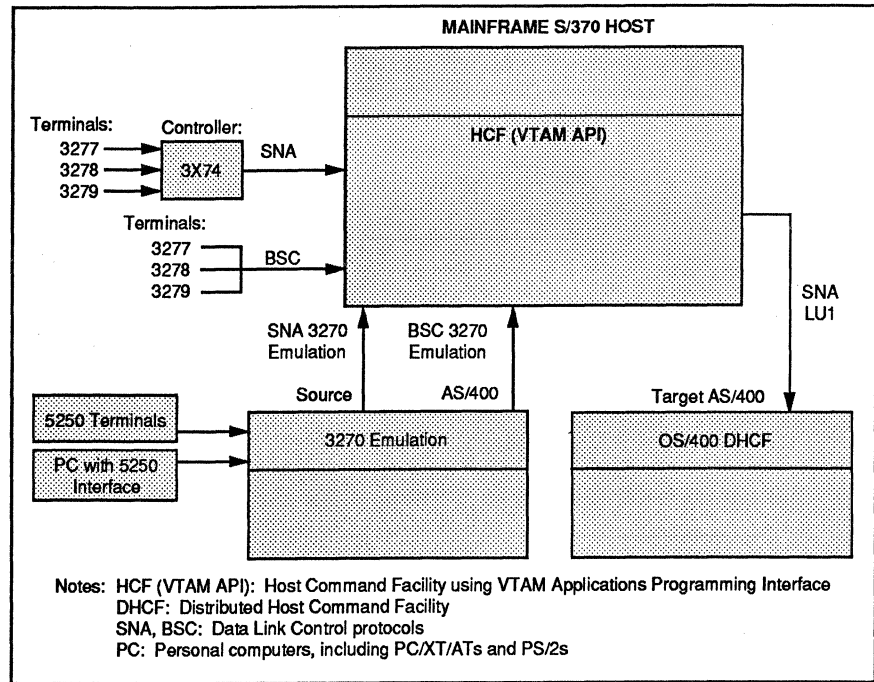 MAINFRAME S/370 HOST
HCF (VTAM API)
Terminals:
3277
3278
3279
Controller:
3X74
SNA
Terminals:
3277
3278
3279
BSC
SNA
LU1
SNA 3270
Emulation
BSC 3270
Emulation
Source
AS/400
Target AS/400
5250 Terminals
PC with 5250
Interface
3270 Emulation
OS/400 DHCF
Notes: HCF (VTAM API): Host Command Facility using VTAM Applications Programming Interface
DHCF: Distributed Host Command Facility
SNA, BSC: Data Link Control protocols
PC: Personal computers, including PC/XT/ATs and PS/2s